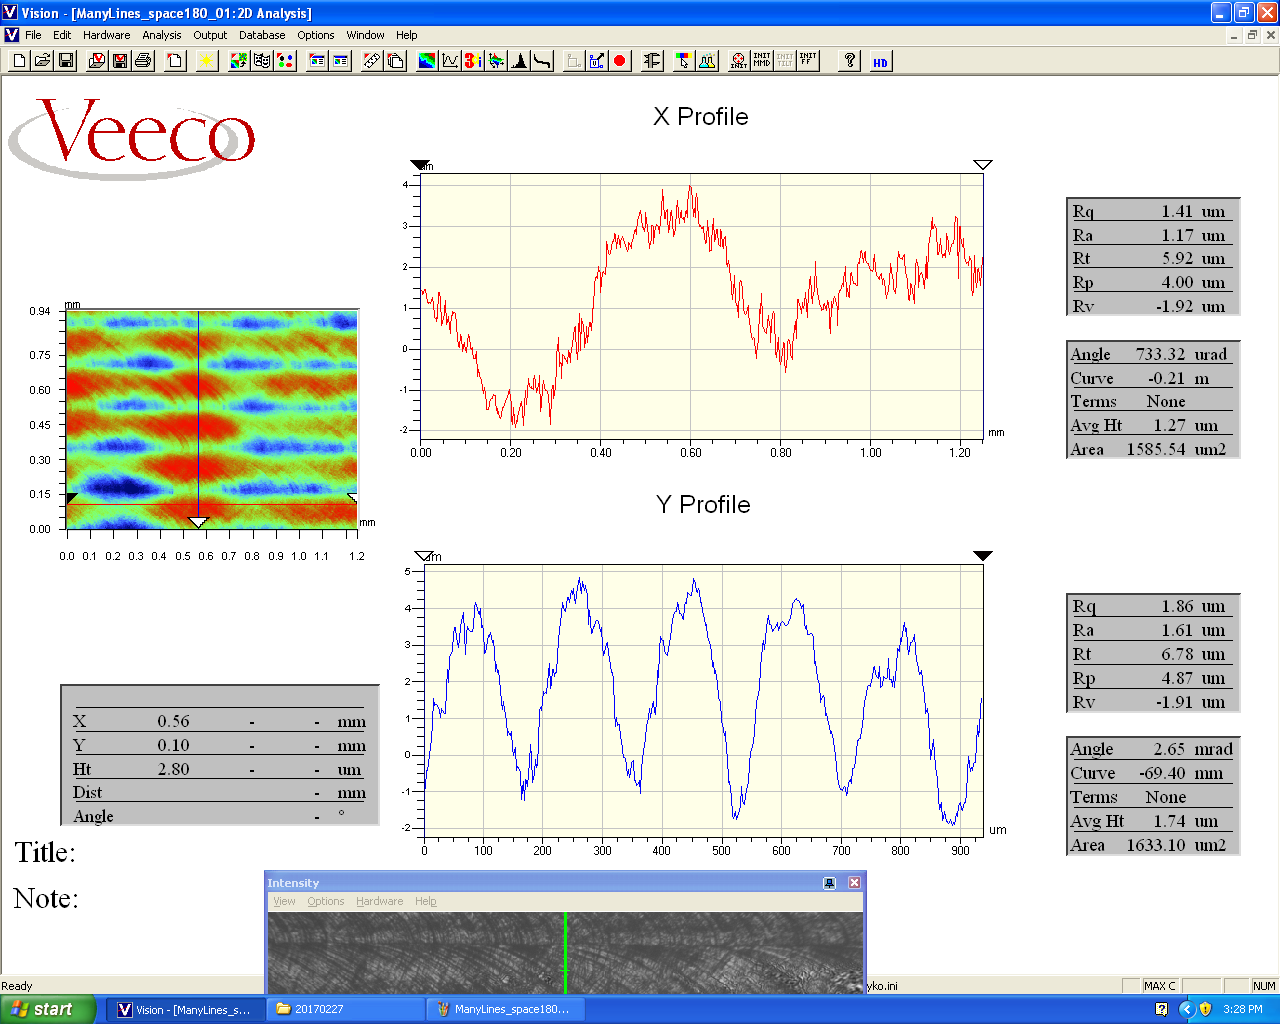 Vision - [ManyLines_space180_01:2D Analysis]
File Edit Hardware Analysis Output Database Options Window Help
INIT INIT MMD INIT TILT INIT FF ? HD
Veeco
X Profile
um
4
3
2
1
0
-1
-2
0.00 0.20 0.40 0.60 0.80 1.00 1.20
mm
Rq 1.41 um
Ra 1.17 um
Rt 5.92 um
Rp 4.00 um
Rv -1.92 um
Angle 733.32 urad
Curve -0.21 m
Terms None
Avg Ht 1.27 um
Area 1585.54 um2
mm
0.94
0.75
0.60
0.45
0.30
0.15
0.00
mm
0.0 0.1 0.2 0.3 0.4 0.5 0.6 0.7 0.8 0.9 1.0 1.1 1.2
Y Profile
um
5
4
3
2
1
0
-1
-2
0 100 200 300 400 500 600 700 800 900
um
Rq 1.86 um
Ra 1.61 um
Rt 6.78 um
Rp 4.87 um
Rv -1.91 um
Angle 2.65 mrad
Curve -69.40 mm
Terms None
Avg Ht 1.74 um
Area 1633.10 um2
X 0.56 - - mm
Y 0.10 - - mm
Ht 2.80 - - um
Dist - mm
Angle - °
Title:
Note:
Intensity
View Options Hardware Help
Ready
yko.ini
MAX C
NUM
start
Vision - [ManyLines_s...
20170227
ManyLines_space180...
3:28 PM